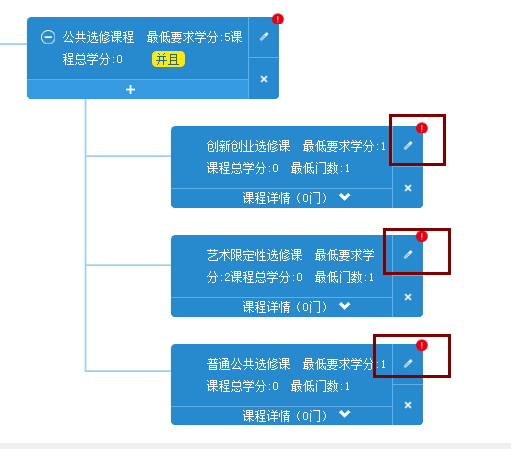 公共选修课程 最低要求学分:5课
程总学分:0 并且
创新创业选修课 最低要求学分:1
课程总学分:0 最低门数:1
课程详情（0门）
艺术限定性选修课 最低要求学
分:2课程总学分:0 最低门数:1
课程详情（0门）
普通公共选修课 最低要求学分:1
课程总学分:0 最低门数:1
课程详情（0门）